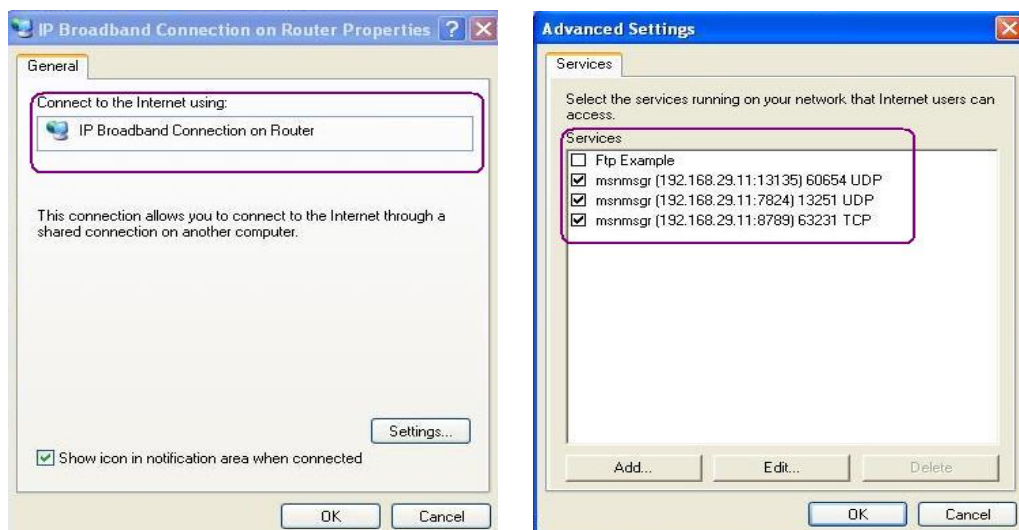 IP Broadband Connection on Router Properties
General
Connect to the Internet using:
IP Broadband Connection on Router
This connection allows you to connect to the Internet through a
shared connection on another computer.
Settings...
Show icon in notification area when connected
OK
Cancel
Advanced Settings
Services
Select the services running on your network that Internet users can
access.
Services
Ftp Example
msnmsgr (192.168.29.11:13135) 60654 UDP
msnmsgr (192.168.29.11:7824) 13251 UDP
msnmsgr (192.168.29.11:8789) 63231 TCP
Add...
Edit...
Delete
OK
Cancel